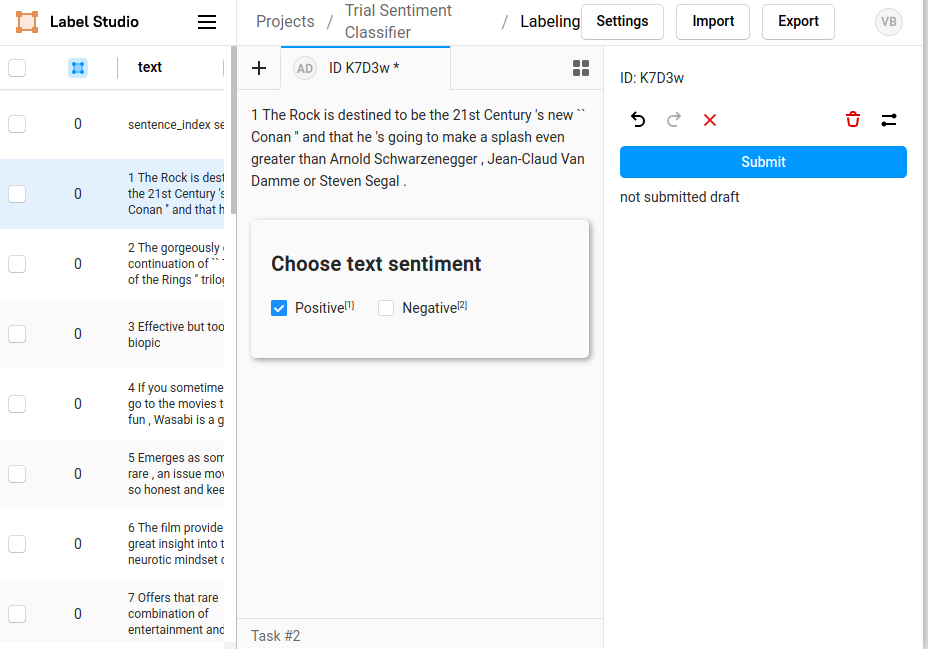 Label Studio
Projects / Trial Sentiment Classifier / Labeling
Settings
Import
Export
VB
text
0
sentence_index se
0
1 The Rock is dest
the 21st Century 's
Conan " and that h
0
2 The gorgeously
continuation of ``
of the Rings " trilog
0
3 Effective but too
biopic
0
4 If you sometime
go to the movies t
fun , Wasabi is a g
0
5 Emerges as som
rare , an issue mov
so honest and kee
0
6 The film provide
great insight into t
neurotic mindset
0
7 Offers that rare
combination of
entertainment and
+
AD
ID K7D3w *
1 The Rock is destined to be the 21st Century 's new ``
Conan " and that he 's going to make a splash even
greater than Arnold Schwarzenegger , Jean-Claud Van
Damme or Steven Segal .
Choose text sentiment
Positive[1]
Negative[2]
Task #2
ID: K7D3w
Submit
not submitted draft